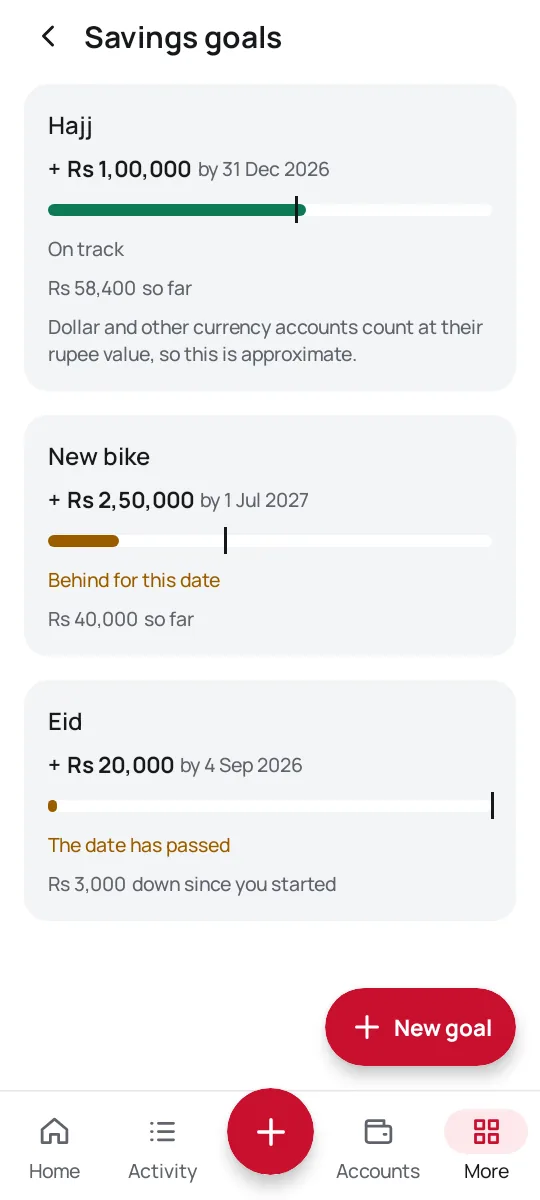 Savings goals
Hajj
+ Rs 1,00,000 by 31 Dec 2026
On track
Rs 58,400 so far
Dollar and other currency accounts count at their
rupee value, so this is approximate.
New bike
+ Rs 2,50,000 by 1 Jul 2027
Behind for this date
Rs 40,000 so far
Eid
+ Rs 20,000 by 4 Sep 2026
The date has passed
Rs 3,000 down since you started
+ New goal
Home
Activity
Accounts
More